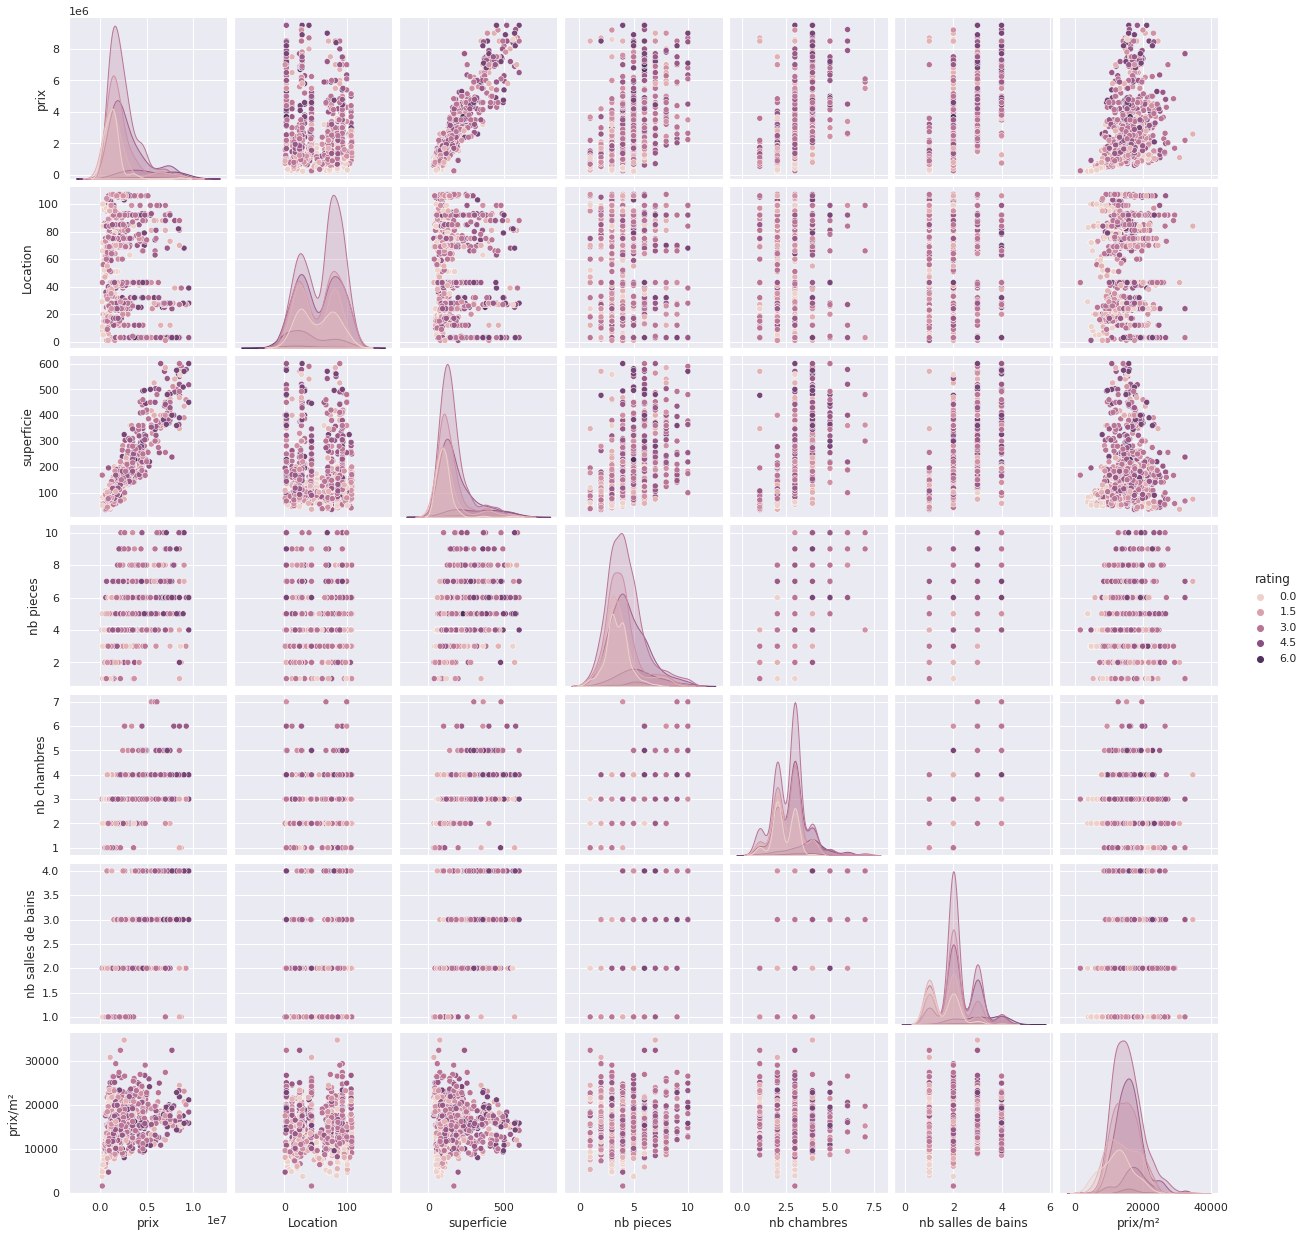 1e6
8
6
4
2
0
prix
100
80
60
40
20
0
Location
600
500
400
300
200
100
superficie
10
8
6
4
2
nb pieces
rating
0.0
1.5
3.0
4.5
6.0
7
6
5
4
3
2
1
nb chambres
4.0
3.5
3.0
2.5
2.0
1.5
1.0
nb salles de bains
30000
20000
10000
0
prix/m²
0.0 0.5 1.0
1e7
prix
0 100
Location
0 500
superficie
0 5 10
nb pieces
0.0 2.5 5.0 7.5
nb chambres
0 2 4 6
nb salles de bains
0 20000 40000
prix/m²